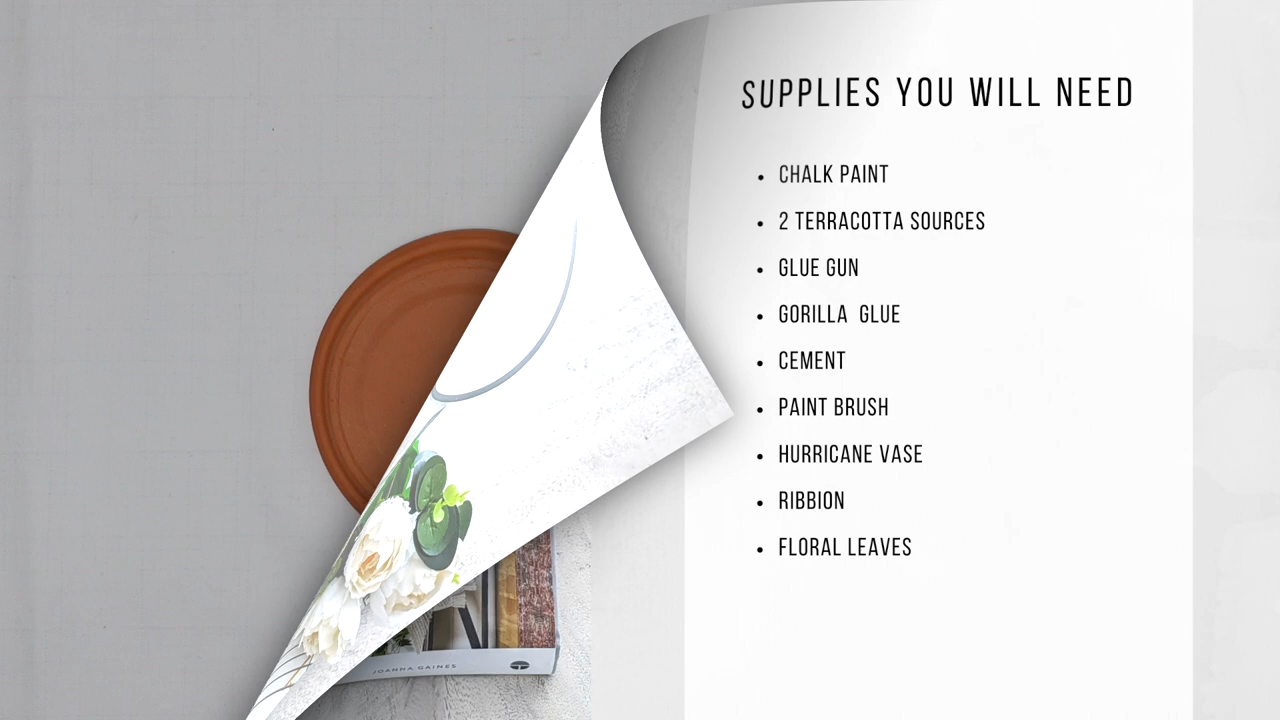 SUPPLIES YOU WILL NEED
• CHALK PAINT
• 2 TERRACOTTA SOURCES
• GLUE GUN
• GORILLA GLUE
• CEMENT
• PAINT BRUSH
• HURRICANE VASE
• RIBBION
• FLORAL LEAVES
JOANNA GAINES